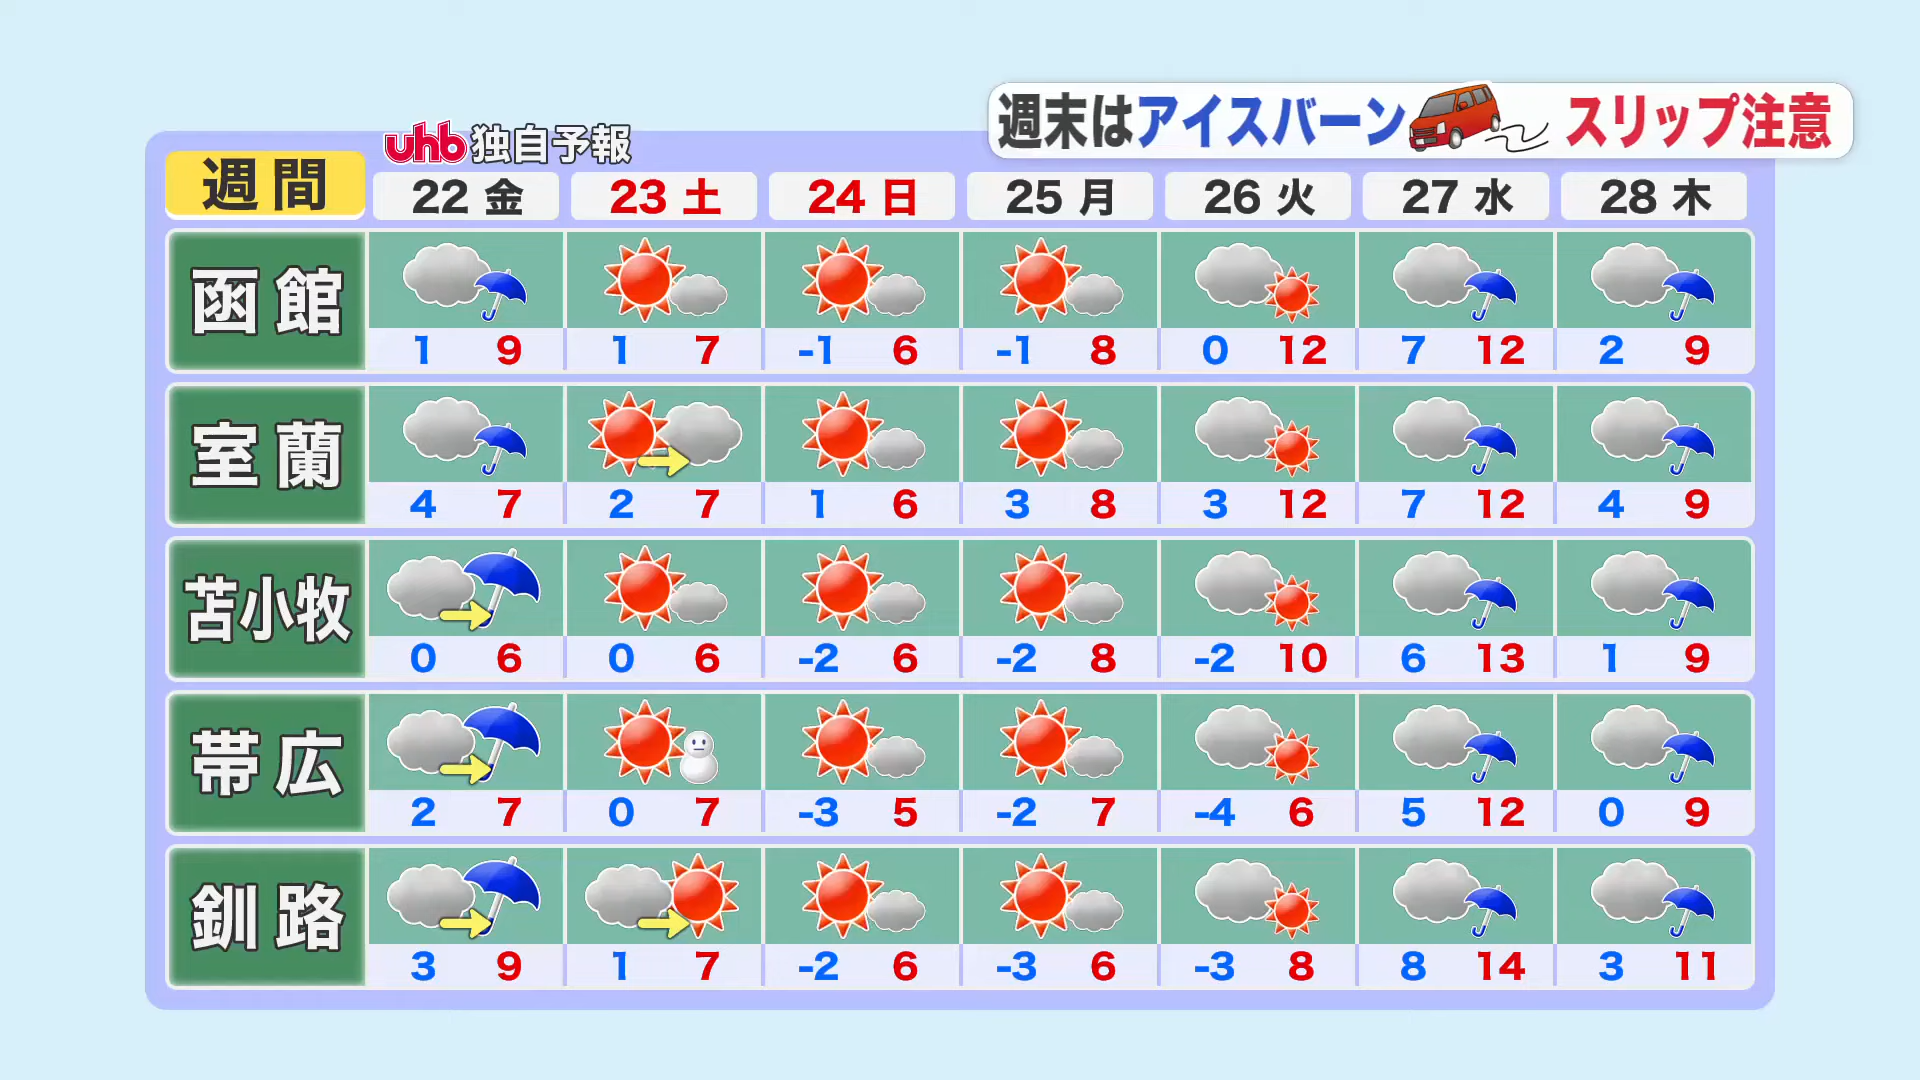 週末はアイスバーン スリップ注意
uhb 独自予報
週間 22 金 23 土 24 日 25 月 26 火 27 水 28 木
函館
1 9 1 7 -1 6 -1 8 0 12 7 12 2 9
室蘭
4 7 2 7 1 6 3 8 3 12 7 12 4 9
苫小牧
0 6 0 6 -2 6 -2 8 -2 10 6 13 1 9
帯広
2 7 0 7 -3 5 -2 7 -4 6 5 12 0 9
釧路
3 9 1 7 -2 6 -3 6 -3 8 8 14 3 11